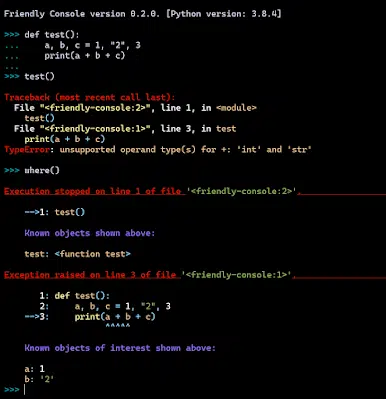 Friendly Console version 0.2.0. [Python version: 3.8.4]
>>> def test():
...     a, b, c = 1, "2", 3
...     print(a + b + c)
...
>>> test()
Traceback (most recent call last):
  File "<friendly-console:2>", line 1, in <module>
    test()
  File "<friendly-console:1>", line 3, in test
    print(a + b + c)
TypeError: unsupported operand type(s) for +: 'int' and 'str'
>>> where()
Execution stopped on line 1 of file '<friendly-console:2>'.
    -->1: test()
    Known objects shown above:
    test: <function test>
Exception raised on line 3 of file '<friendly-console:1>'.
       1: def test():
       2:     a, b, c = 1, "2", 3
    -->3:     print(a + b + c)
                    ^^^^^
    Known objects of interest shown above:
    a: 1
    b: '2'
>>>